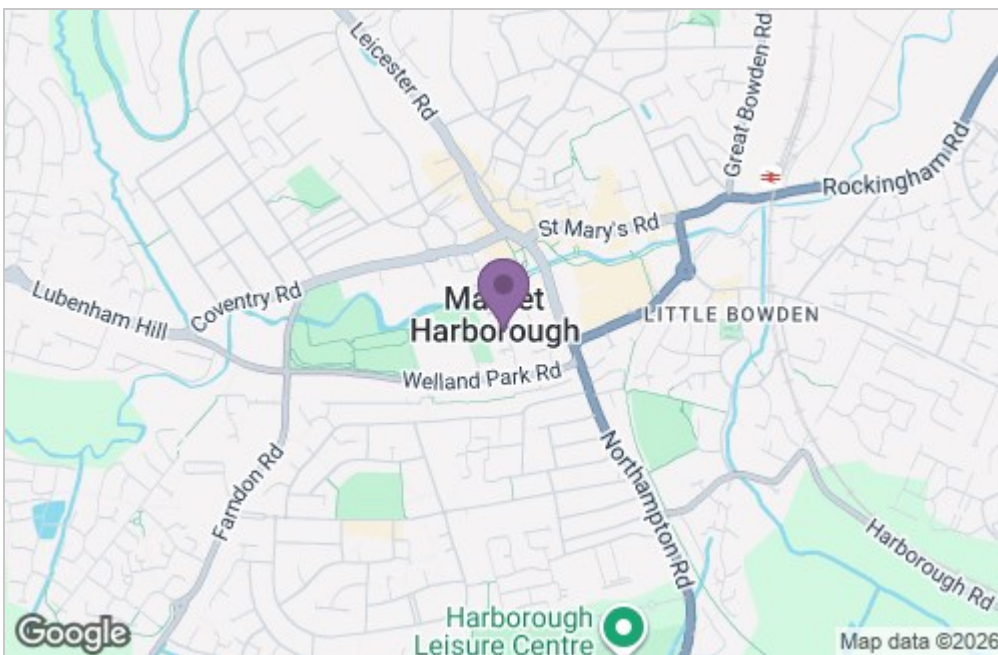 Leicester Rd
Great Bowden Rd
Rockingham Rd
St Mary's Rd
Coventry Rd
Lubenham Hill
Market
Harborough
LITTLE BOWDEN
Welland Park Rd
Farndon Rd
Northampton Rd
Harborough Rd
Harborough
Leisure Centre
Google
Map data ©2026